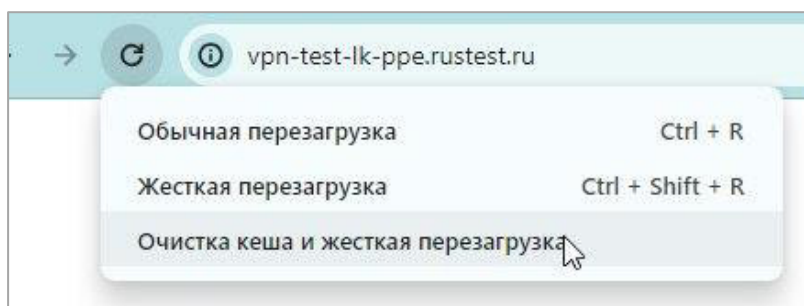 vpn-test-lk-ppe.rustest.ru
Обычная перезагрузка Ctrl + R
Жесткая перезагрузка Ctrl + Shift + R
Очистка кеша и жесткая перезагрузка